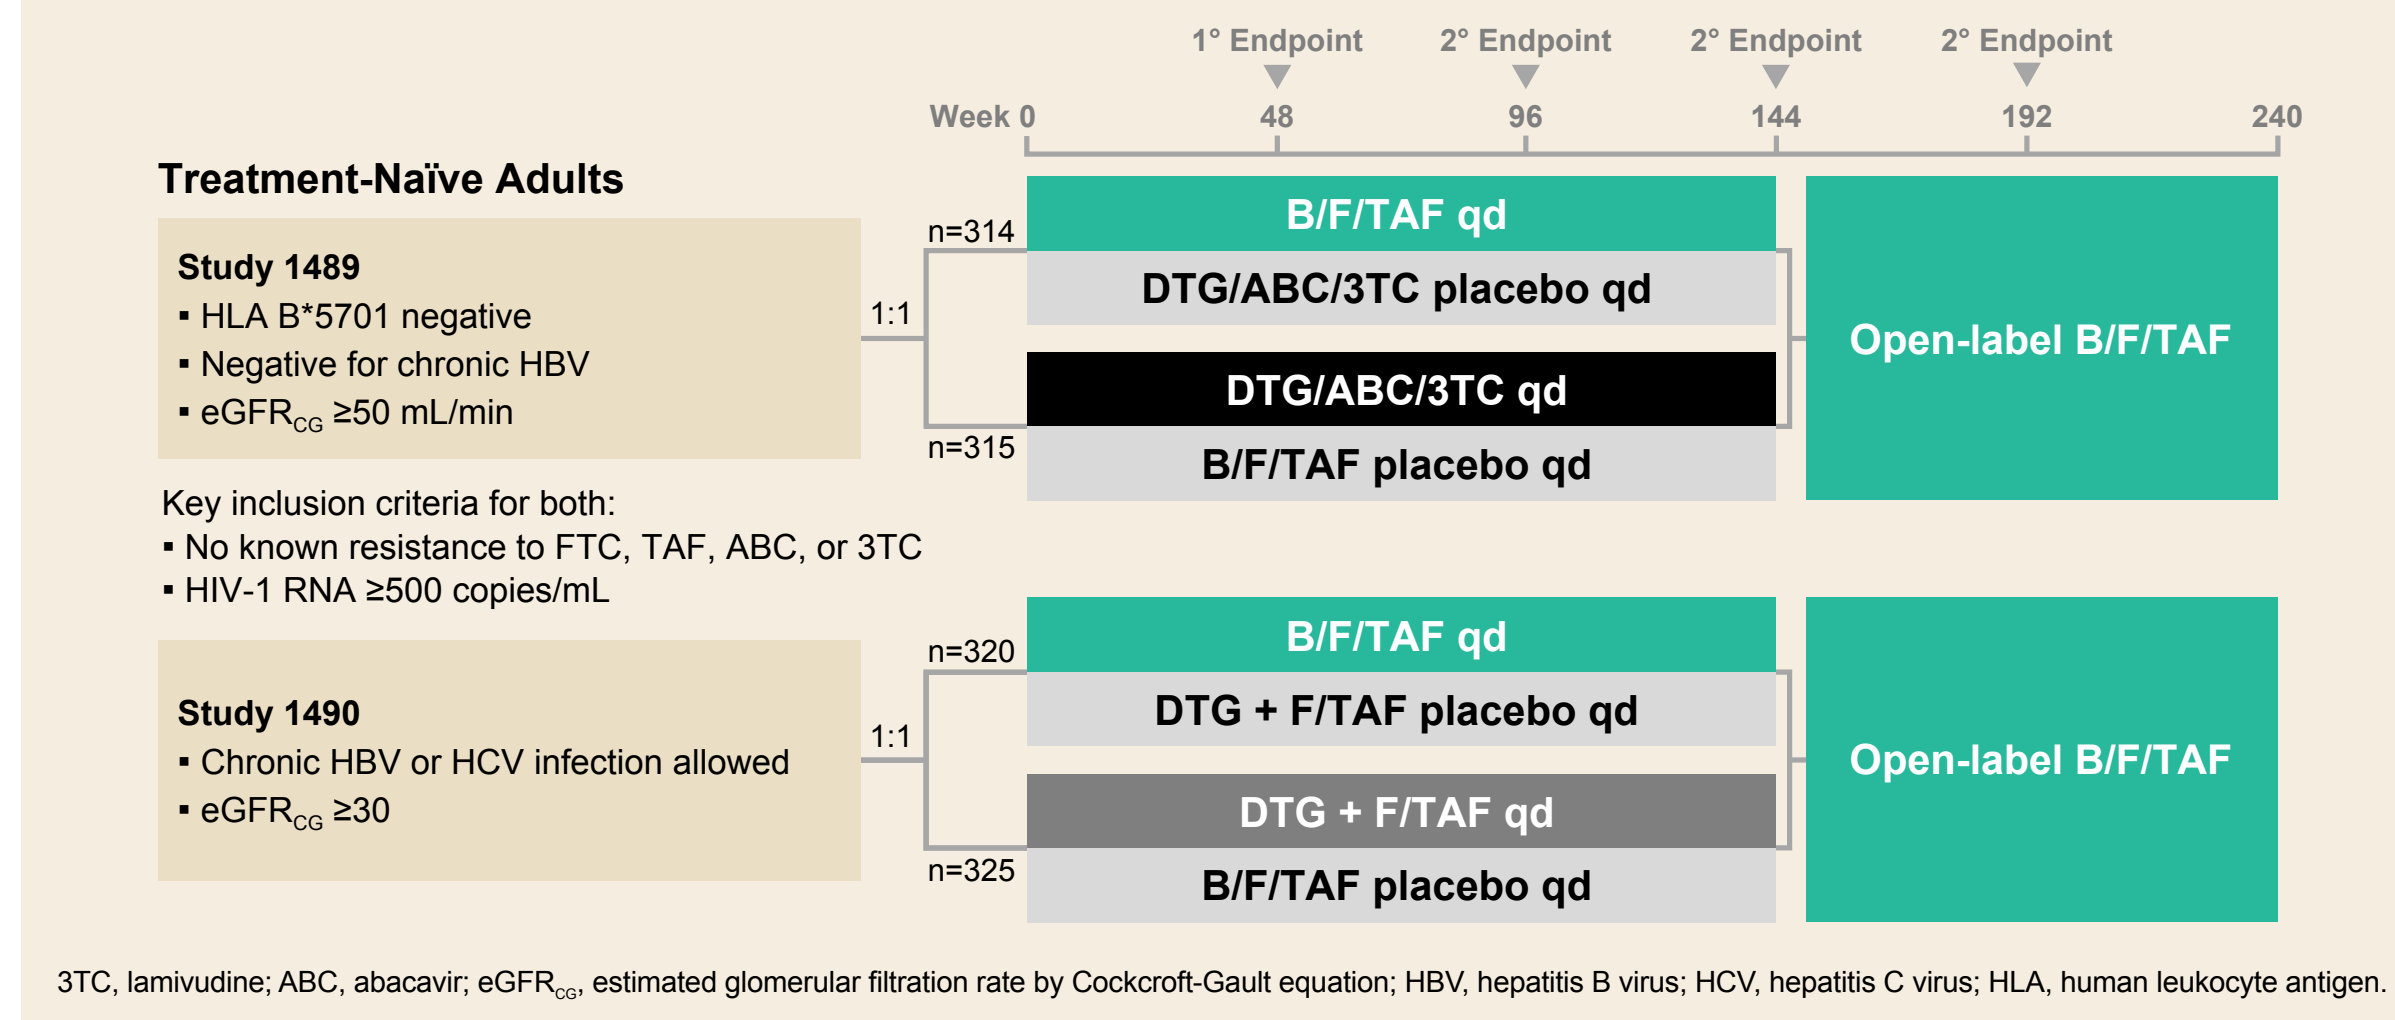 1° Endpoint 2° Endpoint 2° Endpoint 2° Endpoint
Week 0 48 96 144 192 240
Treatment-Naïve Adults
Study 1489
▪ HLA B*5701 negative
▪ Negative for chronic HBV
▪ eGFRCG ≥50 mL/min
1:1
n=314
n=315
B/F/TAF qd
DTG/ABC/3TC placebo qd
DTG/ABC/3TC qd
B/F/TAF placebo qd
Open-label B/F/TAF
Key inclusion criteria for both:
▪ No known resistance to FTC, TAF, ABC, or 3TC
▪ HIV-1 RNA ≥500 copies/mL
Study 1490
▪ Chronic HBV or HCV infection allowed
▪ eGFRCG ≥30
1:1
n=320
n=325
B/F/TAF qd
DTG + F/TAF placebo qd
DTG + F/TAF qd
B/F/TAF placebo qd
Open-label B/F/TAF
3TC, lamivudine; ABC, abacavir; eGFRCG, estimated glomerular filtration rate by Cockcroft-Gault equation; HBV, hepatitis B virus; HCV, hepatitis C virus; HLA, human leukocyte antigen.